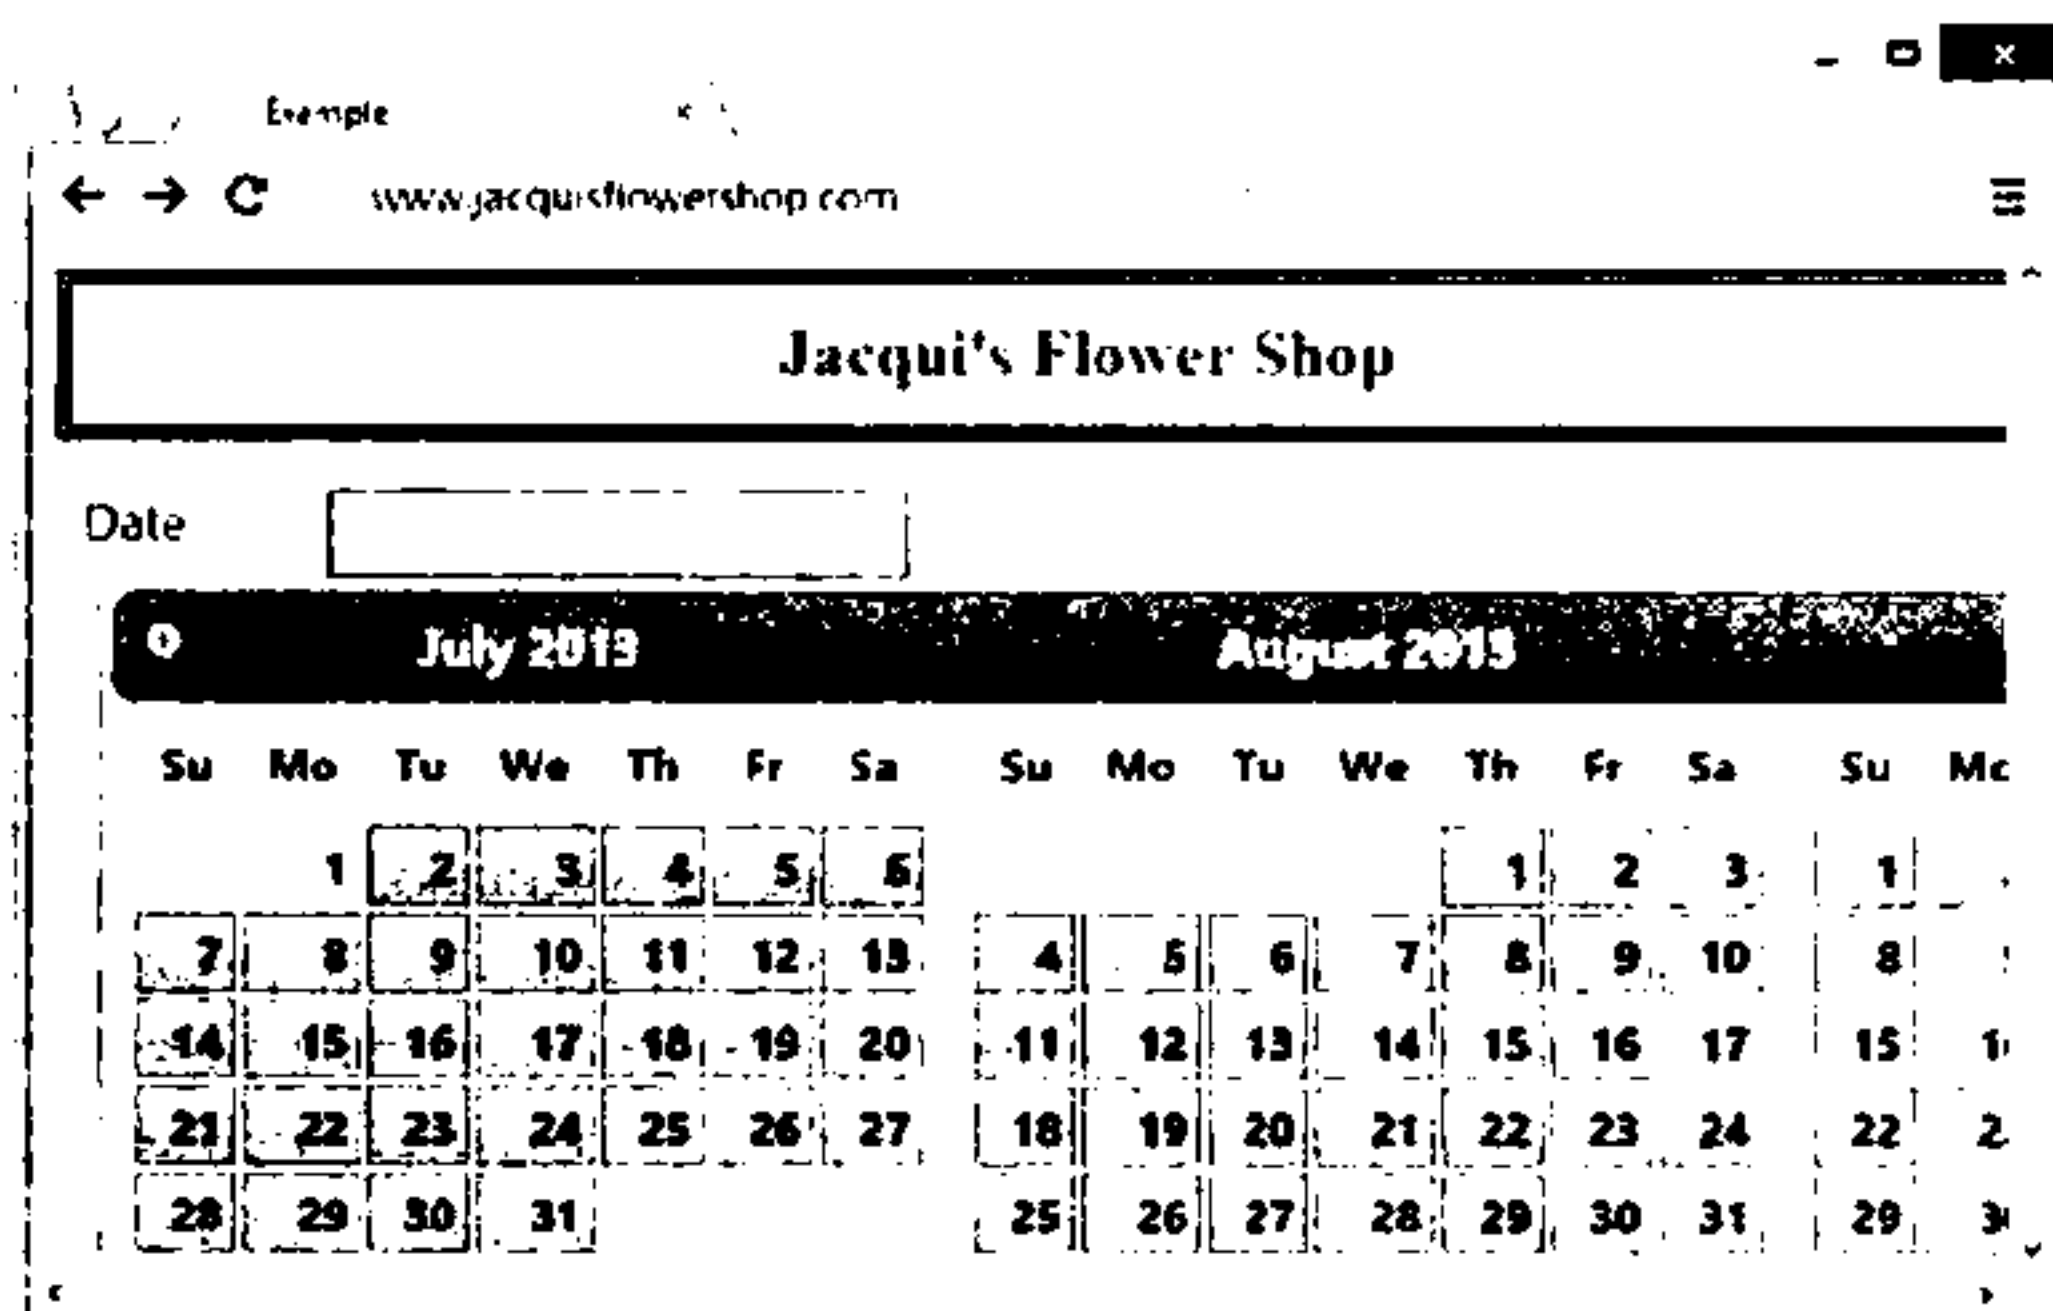 Example
www.jacquisflowershop.com
Jacqui's Flower Shop
Date
July 2013 August 2013
Su Mo Tu We Th Fr Sa Su Mo Tu We Th Fr Sa Su
1 2 3 4 5 6 1 2 3 1
7 8 9 10 11 12 13 4 5 6 7 8 9 10 8
14 15 16 17 18 19 20 11 12 13 14 15 16 17 15
21 22 23 24 25 26 27 18 19 20 21 22 23 24 22
28 29 30 31 25 26 27 28 29 30 31 29